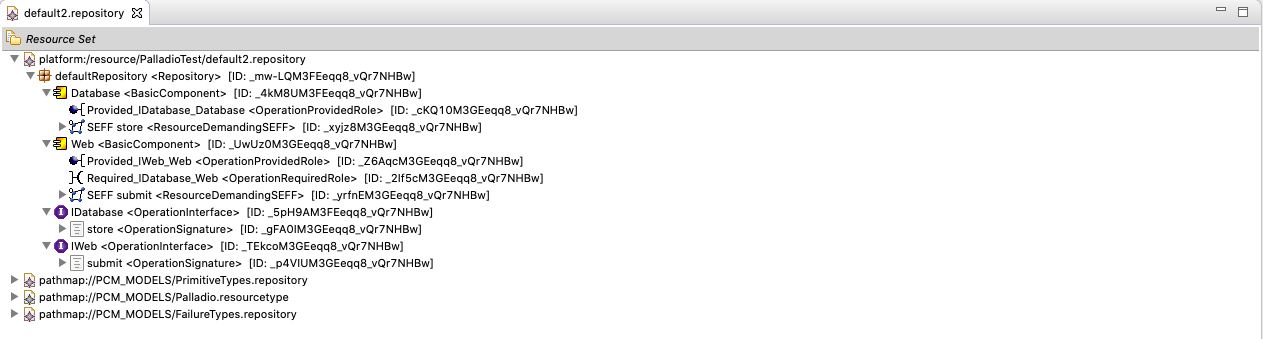 default2.repository
Resource Set
platform:/resource/PalladioTest/default2.repository
defaultRepository <Repository> [ID: _mw-LQM3FEeqq8_vQr7NHBw]
Database <BasicComponent> [ID: _4kM8UM3FEeqq8_vQr7NHBw]
Provided_IDatabase_Database <OperationProvidedRole> [ID: _cKQ10M3GEeqq8_vQr7NHBw]
SEFF store <ResourceDemandingSEFF> [ID: _xyjz8M3GEeqq8_vQr7NHBw]
Web <BasicComponent> [ID: _UwUz0M3GEeqq8_vQr7NHBw]
Provided_IWeb_Web <OperationProvidedRole> [ID: _Z6AqcM3GEeqq8_vQr7NHBw]
Required_IDatabase_Web <OperationRequiredRole> [ID: _2If5cM3GEeqq8_vQr7NHBw]
SEFF submit <ResourceDemandingSEFF> [ID: _yrfnEM3GEeqq8_vQr7NHBw]
IDatabase <OperationInterface> [ID: _5pH9AM3FEeqq8_vQr7NHBw]
store <OperationSignature> [ID: _gFA0IM3GEeqq8_vQr7NHBw]
IWeb <OperationInterface> [ID: _TEkcoM3GEeqq8_vQr7NHBw]
submit <OperationSignature> [ID: _p4VIUM3GEeqq8_vQr7NHBw]
pathmap://PCM_MODELS/PrimitiveTypes.repository
pathmap://PCM_MODELS/Palladio.resourcetype
pathmap://PCM_MODELS/FailureTypes.repository